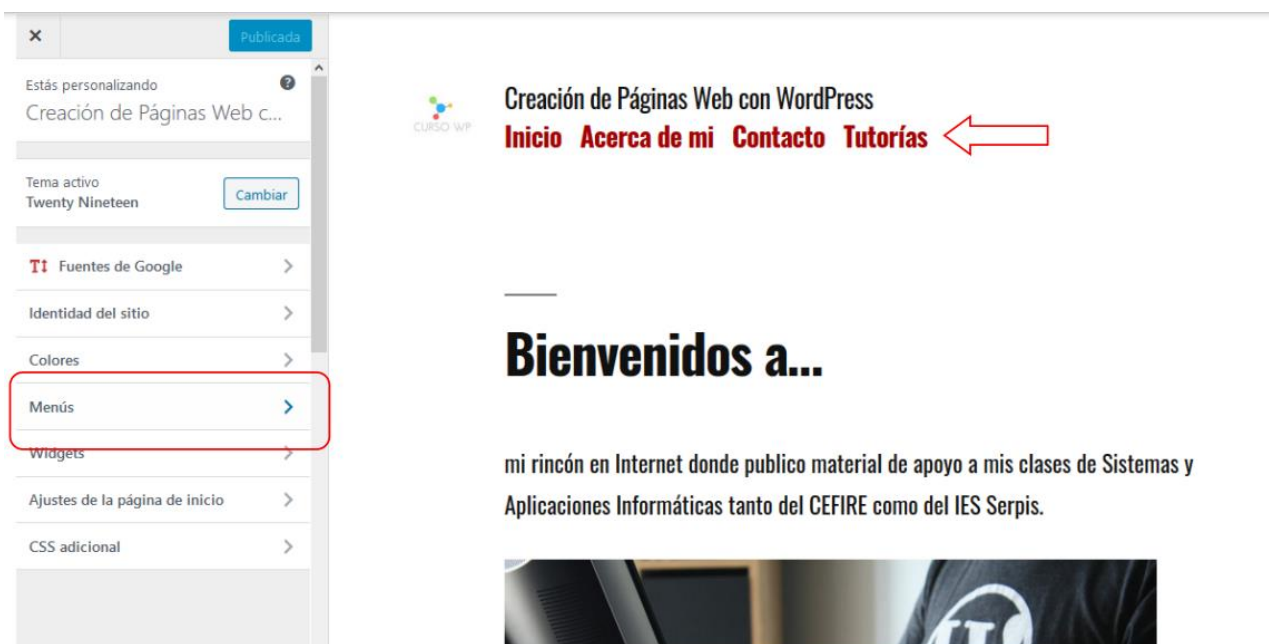 Publicada
Estás personalizando
Creación de Páginas Web c...
Tema activo
Twenty Nineteen
Cambiar
Fuentes de Google
Identidad del sitio
Colores
Menús
Widgets
Ajustes de la página de inicio
CSS adicional
CURSO WP
Creación de Páginas Web con WordPress
Inicio Acerca de mi Contacto Tutorías
Bienvenidos a...
mi rincón en Internet donde publico material de apoyo a mis clases de Sistemas y
Aplicaciones Informáticas tanto del CEFIRE como del IES Serpis.